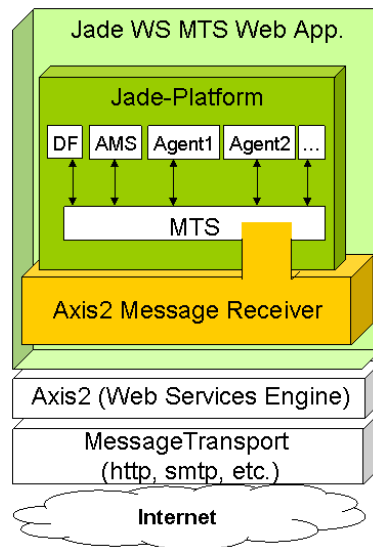 Jade WS MTS Web App.
Jade-Platform
DF AMS Agent1 Agent2 ...
MTS
Axis2 Message Receiver
Axis2 (Web Services Engine)
MessageTransport
(http, smtp, etc.)
Internet